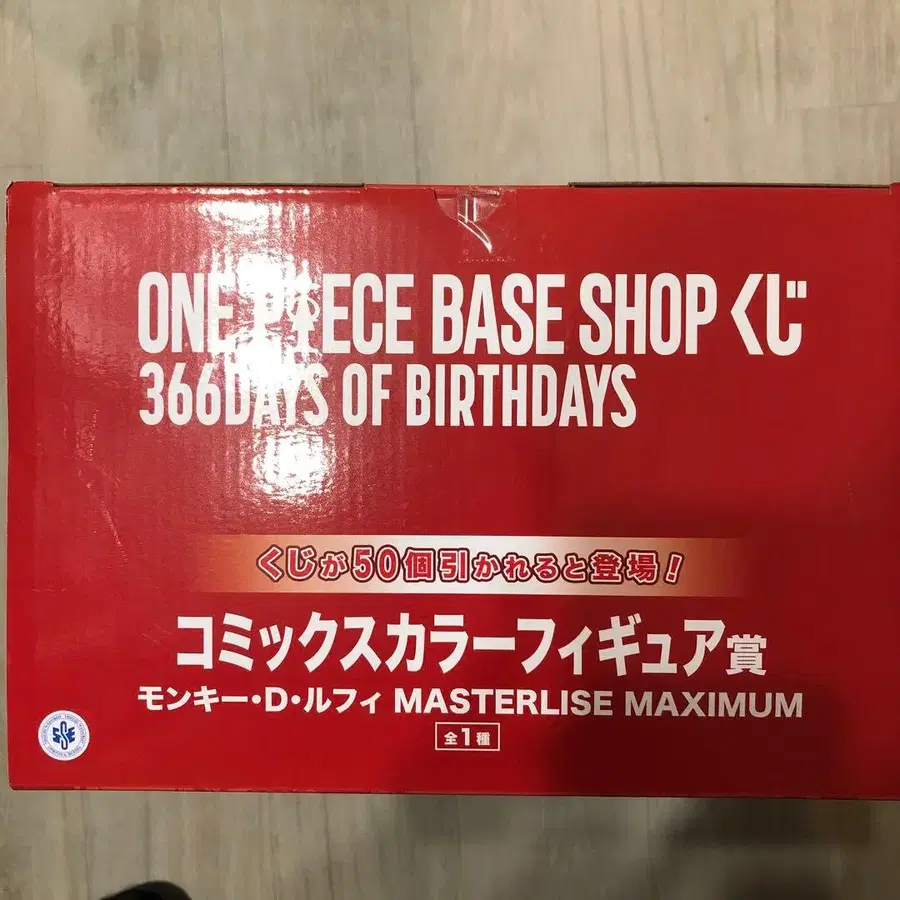 ONE PIECE BASE SHOP くじ
366DAYS OF BIRTHDAYS
くじが50個引かれると登場!
コミックスカラーフィギュア賞
モンキー・D・ルフィ MASTERLISE MAXIMUM
全1種